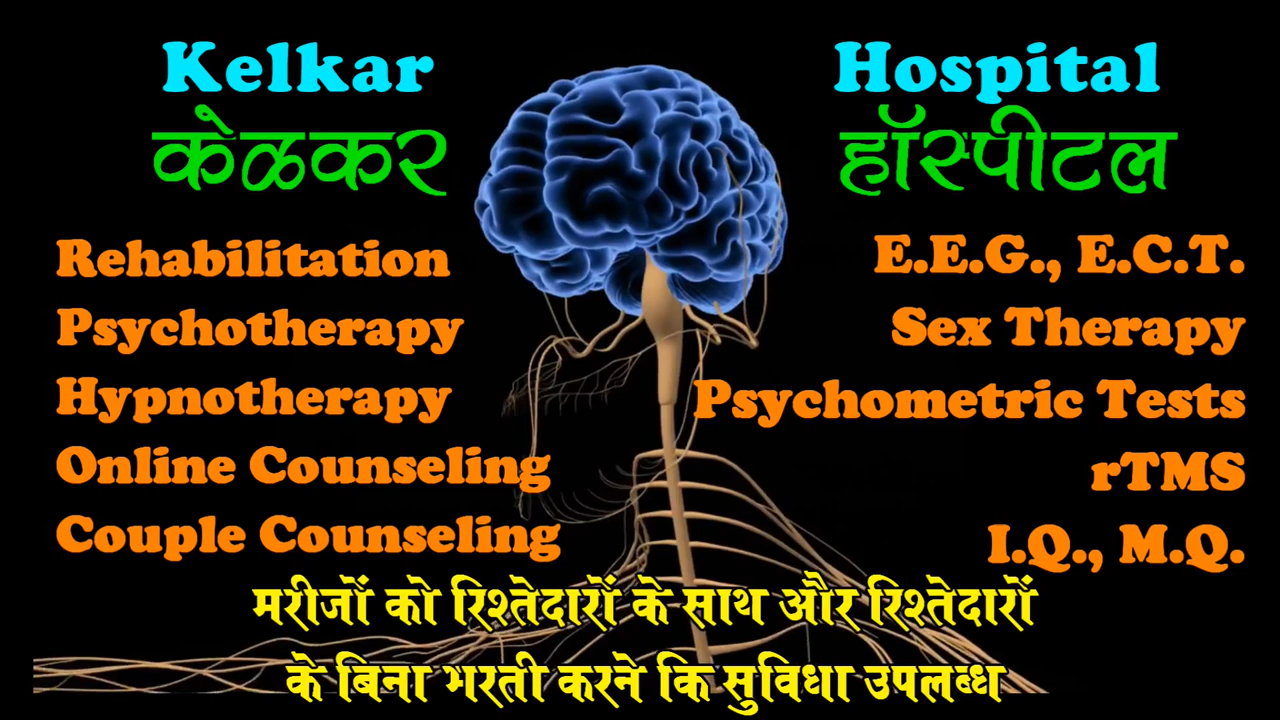 Kelkar Hospital
केळकर हॉस्पीटल
Rehabilitation
Psychotherapy
Hypnotherapy
Online Counseling
Couple Counseling
E.E.G., E.C.T.
Sex Therapy
Psychometric Tests
rTMS
I.Q., M.Q.
मरीजों को रिश्तेदारों के साथ और रिश्तेदारों
के बिना भरती करने कि सुविधा उपलब्ध